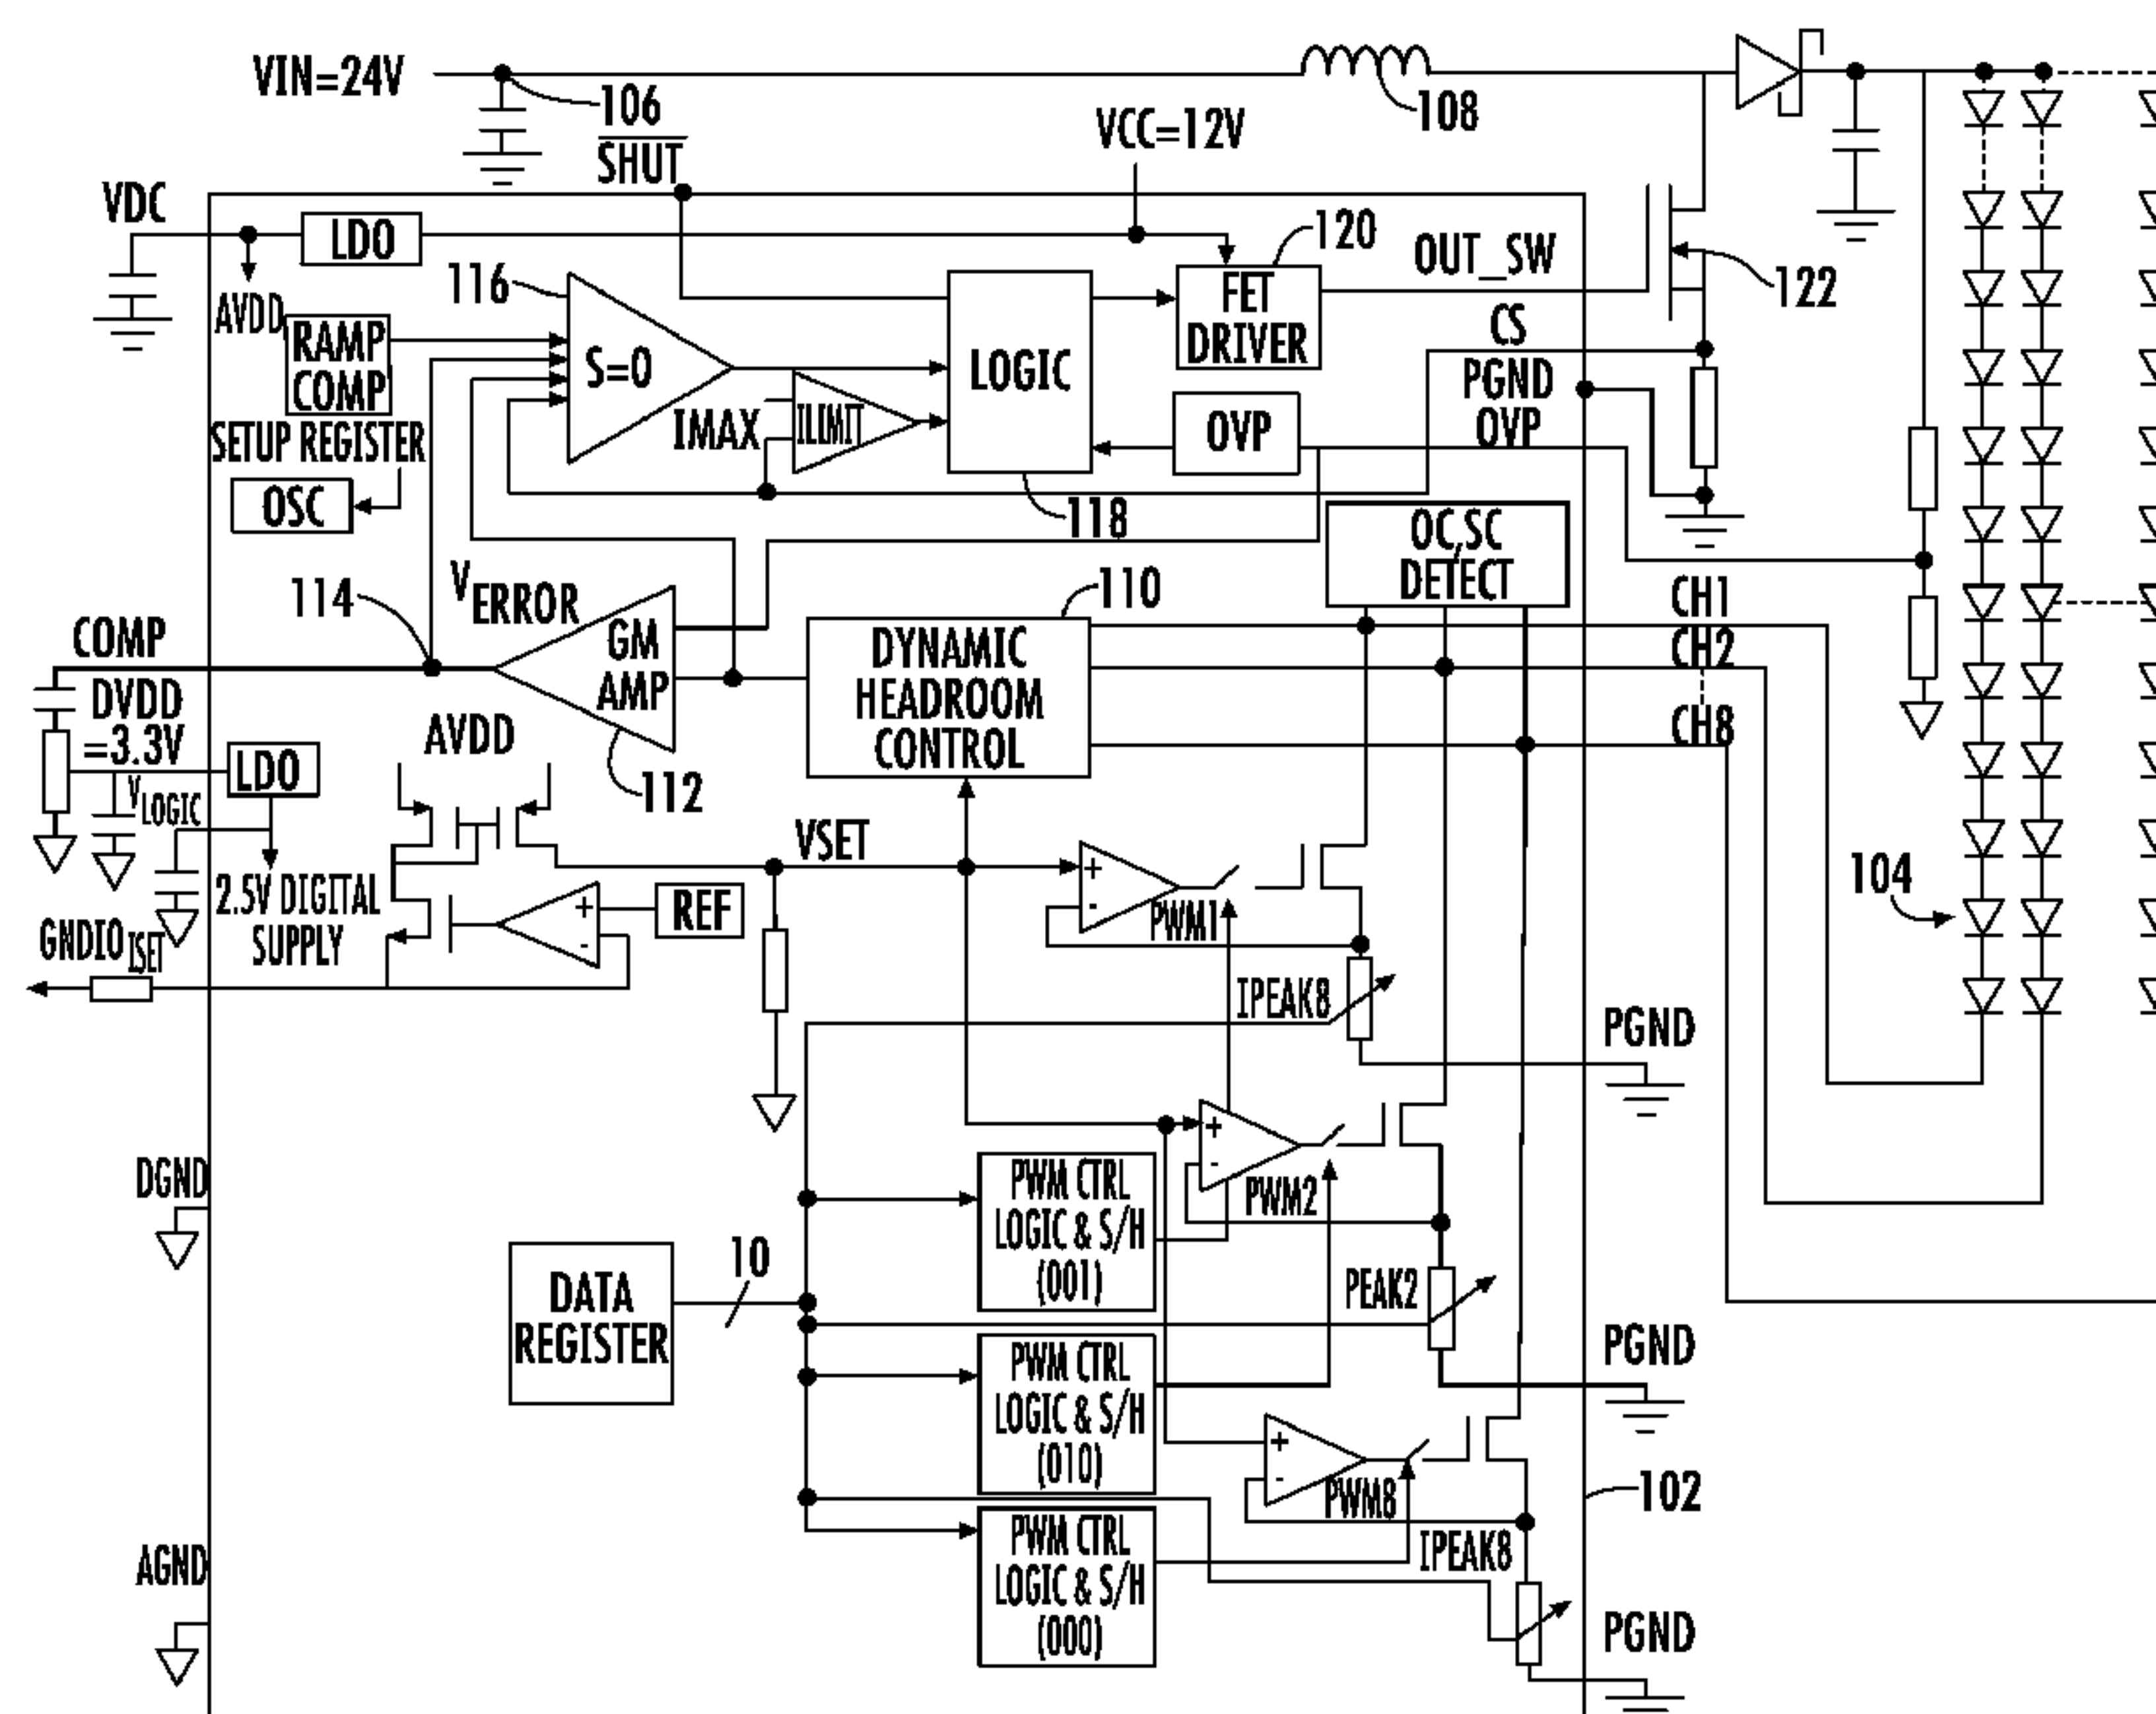 VIN=24V
106
108
SHUT
VCC=12V
VDC
LDO
120
OUT_SW
122
116
AVDD
FET
DRIVER
RAMP
COMP
S=0
LOGIC
CS
PGND
IMAX
ILIMIT
OVP
OVP
SETUP REGISTER
OSC
118
OC,SC
DETECT
114
VERROR
110
CH1
COMP
GM
AMP
DYNAMIC
HEADROOM
CONTROL
CH2
DVDD
=3.3V
AVDD
CH8
LDO
112
VLOGIC
VSET
+
-
PWM1
104
2.5V DIGITAL
SUPPLY
+
-
REF
GNDIO
ISET
IPEAK8
PGND
+
-
PWM2
DGND
PWM CTRL
LOGIC & S/H
(001)
10
DATA
REGISTER
PEAK2
PGND
PWM CTRL
LOGIC & S/H
(010)
+
-
PWM8
102
AGND
PWM CTRL
LOGIC & S/H
(000)
IPEAK8
PGND